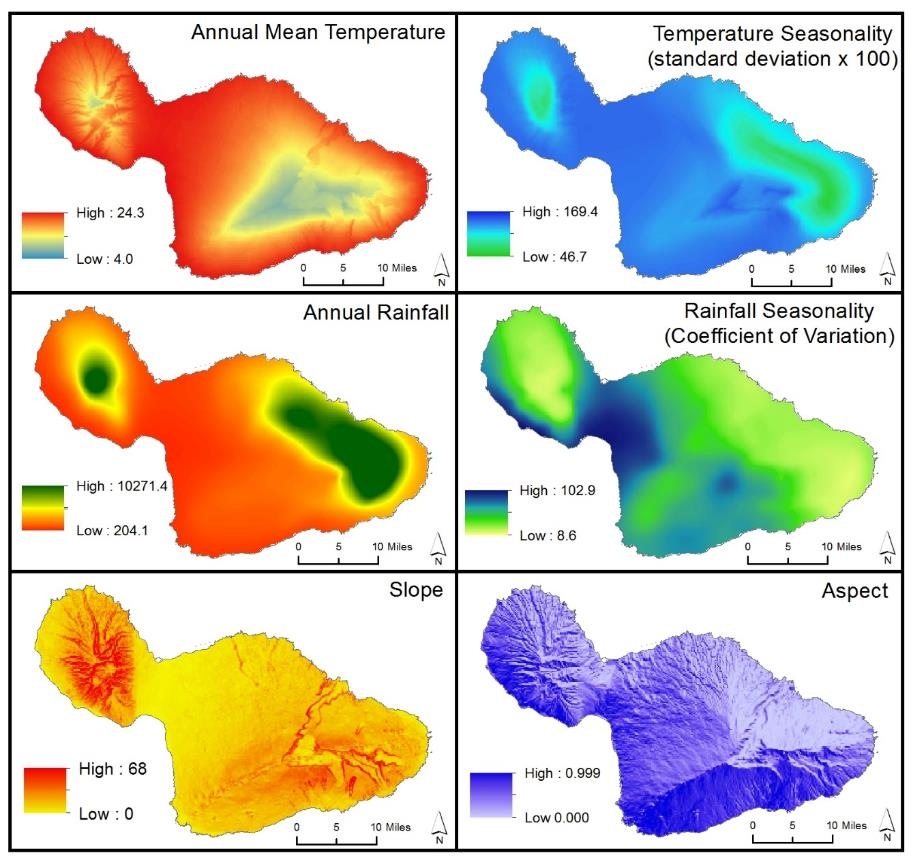 Annual Mean Temperature
High : 24.3
Low : 4.0
0 5 10 Miles
N
Temperature Seasonality
(standard deviation x 100)
High : 169.4
Low : 46.7
0 5 10 Miles
N
Annual Rainfall
High : 10271.4
Low : 204.1
0 5 10 Miles
N
Rainfall Seasonality
(Coefficient of Variation)
High : 102.9
Low : 8.6
0 5 10 Miles
N
Slope
High : 68
Low : 0
0 5 10 Miles
N
Aspect
High : 0.999
Low 0.000
0 5 10 Miles
N